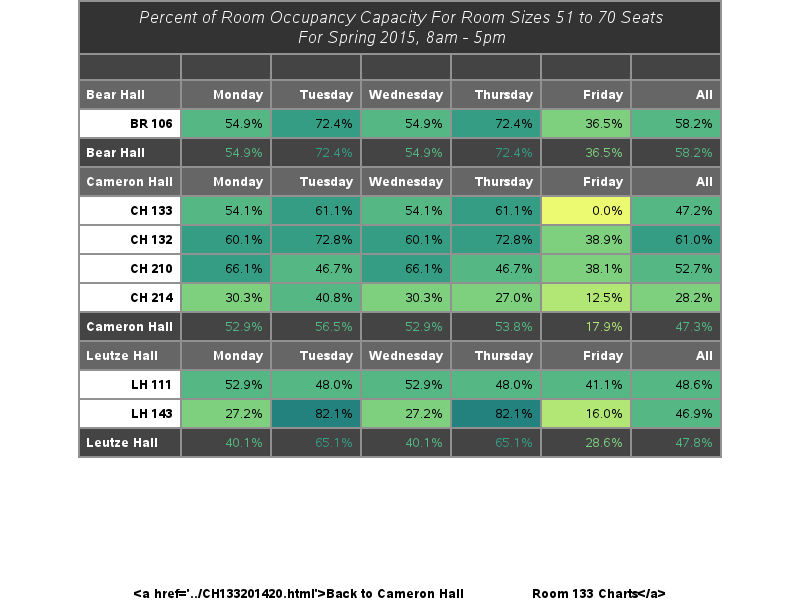 Percent of Room Occupancy Capacity For Room Sizes 51 to 70 Seats
For Spring 2015, 8am - 5pm
Bear Hall Monday Tuesday Wednesday Thursday Friday All
BR 106 54.9% 72.4% 54.9% 72.4% 36.5% 58.2%
Bear Hall 54.9% 72.4% 54.9% 72.4% 36.5% 58.2%
Cameron Hall Monday Tuesday Wednesday Thursday Friday All
CH 133 54.1% 61.1% 54.1% 61.1% 0.0% 47.2%
CH 132 60.1% 72.8% 60.1% 72.8% 38.9% 61.0%
CH 210 66.1% 46.7% 66.1% 46.7% 38.1% 52.7%
CH 214 30.3% 40.8% 30.3% 27.0% 12.5% 28.2%
Cameron Hall 52.9% 56.5% 52.9% 53.8% 17.9% 47.3%
Leutze Hall Monday Tuesday Wednesday Thursday Friday All
LH 111 52.9% 48.0% 52.9% 48.0% 41.1% 48.6%
LH 143 27.2% 82.1% 27.2% 82.1% 16.0% 46.9%
Leutze Hall 40.1% 65.1% 40.1% 65.1% 28.6% 47.8%
<a href='../CH133201420.html'>Back to Cameron Hall Room 133 Charts</a>